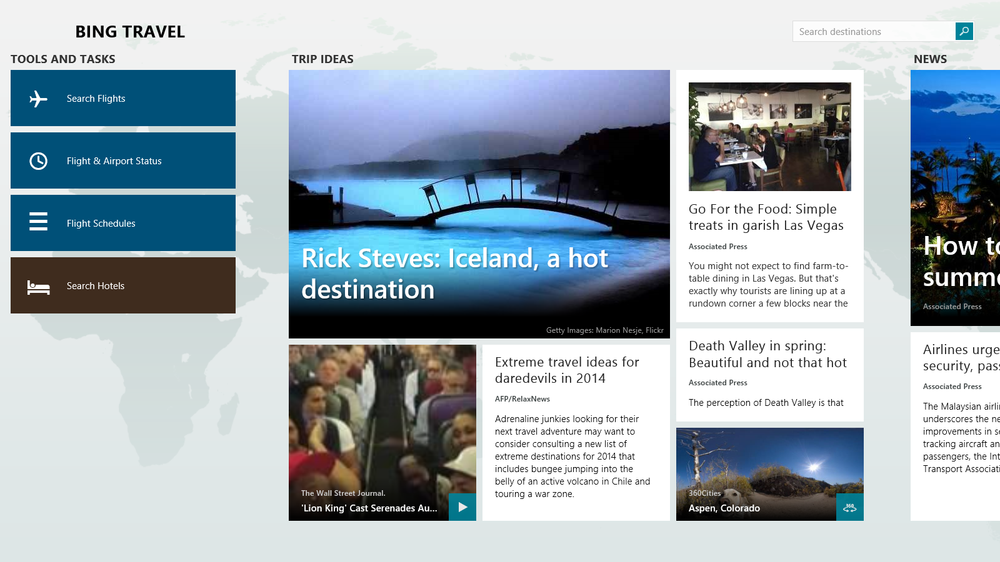 BING TRAVEL
Search destinations
TOOLS AND TASKS
Search Flights
Flight & Airport Status
Flight Schedules
Search Hotels
TRIP IDEAS
Rick Steves: Iceland, a hot
destination
Getty Images: Marion Nesje, Flickr
The Wall Street Journal.
'Lion King' Cast Serenades Au...
Extreme travel ideas for
daredevils in 2014
AFP/RelaxNews
Adrenaline junkies looking for their
next travel adventure may want to
consider consulting a new list of
extreme destinations for 2014 that
includes bungee jumping into the
belly of an active volcano in Chile and
touring a war zone.
Go For the Food: Simple
treats in garish Las Vegas
Associated Press
You might not expect to find farm-to-
table dining in Las Vegas. But that's
exactly why tourists are lining up at a
rundown corner a few blocks near the
Death Valley in spring:
Beautiful and not that hot
Associated Press
The perception of Death Valley is that
360Cities
Aspen, Colorado
360
NEWS
How to
summe
Associated Press
Airlines urge
security, pas
Associated Press
The Malaysian airli
underscores the ne
improvements in se
tracking aircraft an
passengers, the Int
Transport Associati